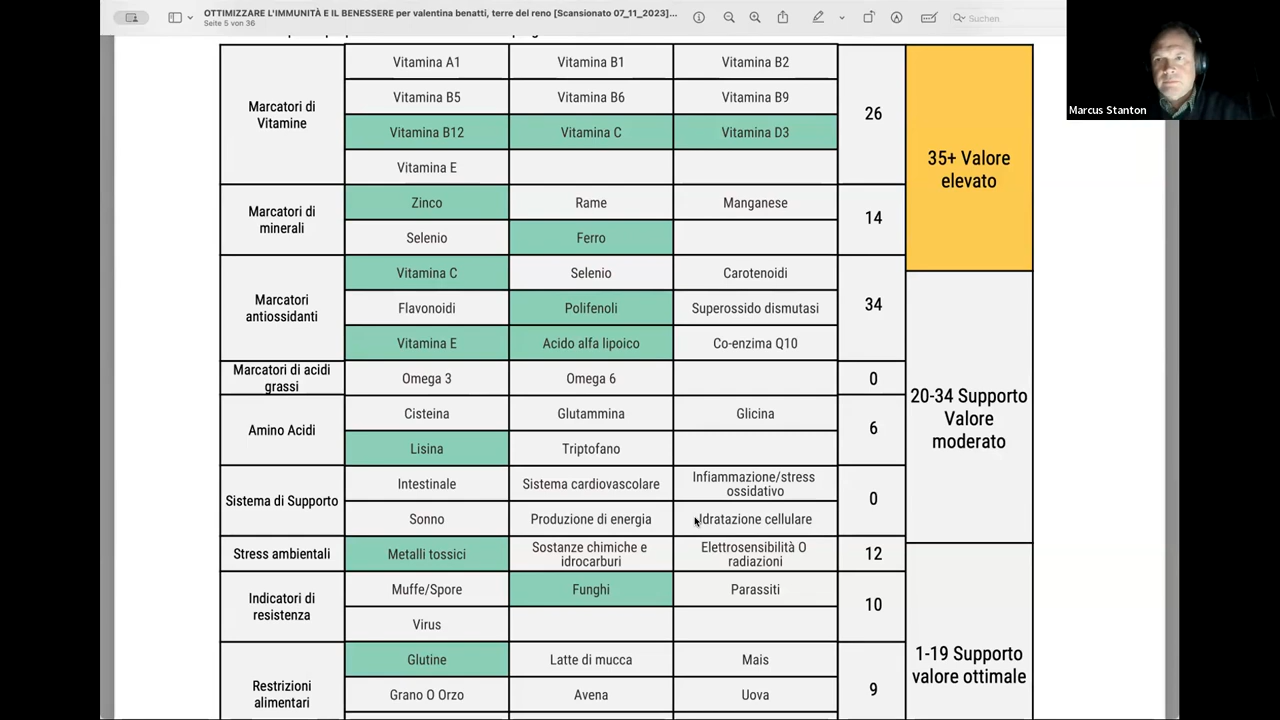 OTTIMIZZARE L'IMMUNITÀ E IL BENESSERE per valentina benatti, terre del reno [Scansionato 07_11_2023]...
Seite 5 von 36
Suchen
Marcus Stanton
Marcatori di
Vitamine
Vitamina A1
Vitamina B1
Vitamina B2
Vitamina B5
Vitamina B6
Vitamina B9
Vitamina B12
Vitamina C
Vitamina D3
Vitamina E
26
35+ Valore
elevato
Marcatori di
minerali
Zinco
Rame
Manganese
Selenio
Ferro
14
Marcatori
antiossidanti
Vitamina C
Selenio
Carotenoidi
Flavonoidi
Polifenoli
Superossido dismutasi
Vitamina E
Acido alfa lipoico
Co-enzima Q10
34
20-34 Supporto
Valore
moderato
Marcatori di acidi
grassi
Omega 3
Omega 6
0
Amino Acidi
Cisteina
Glutammina
Glicina
Lisina
Triptofano
6
Sistema di Supporto
Intestinale
Sistema cardiovascolare
Infiammazione/stress
ossidativo
Sonno
Produzione di energia
Idratazione cellulare
0
Stress ambientali
Metalli tossici
Sostanze chimiche e
idrocarburi
Elettrosensibilità O
radiazioni
12
Indicatori di
resistenza
Muffe/Spore
Funghi
Parassiti
Virus
10
1-19 Supporto
valore ottimale
Restrizioni
alimentari
Glutine
Latte di mucca
Mais
Grano O Orzo
Avena
Uova
9